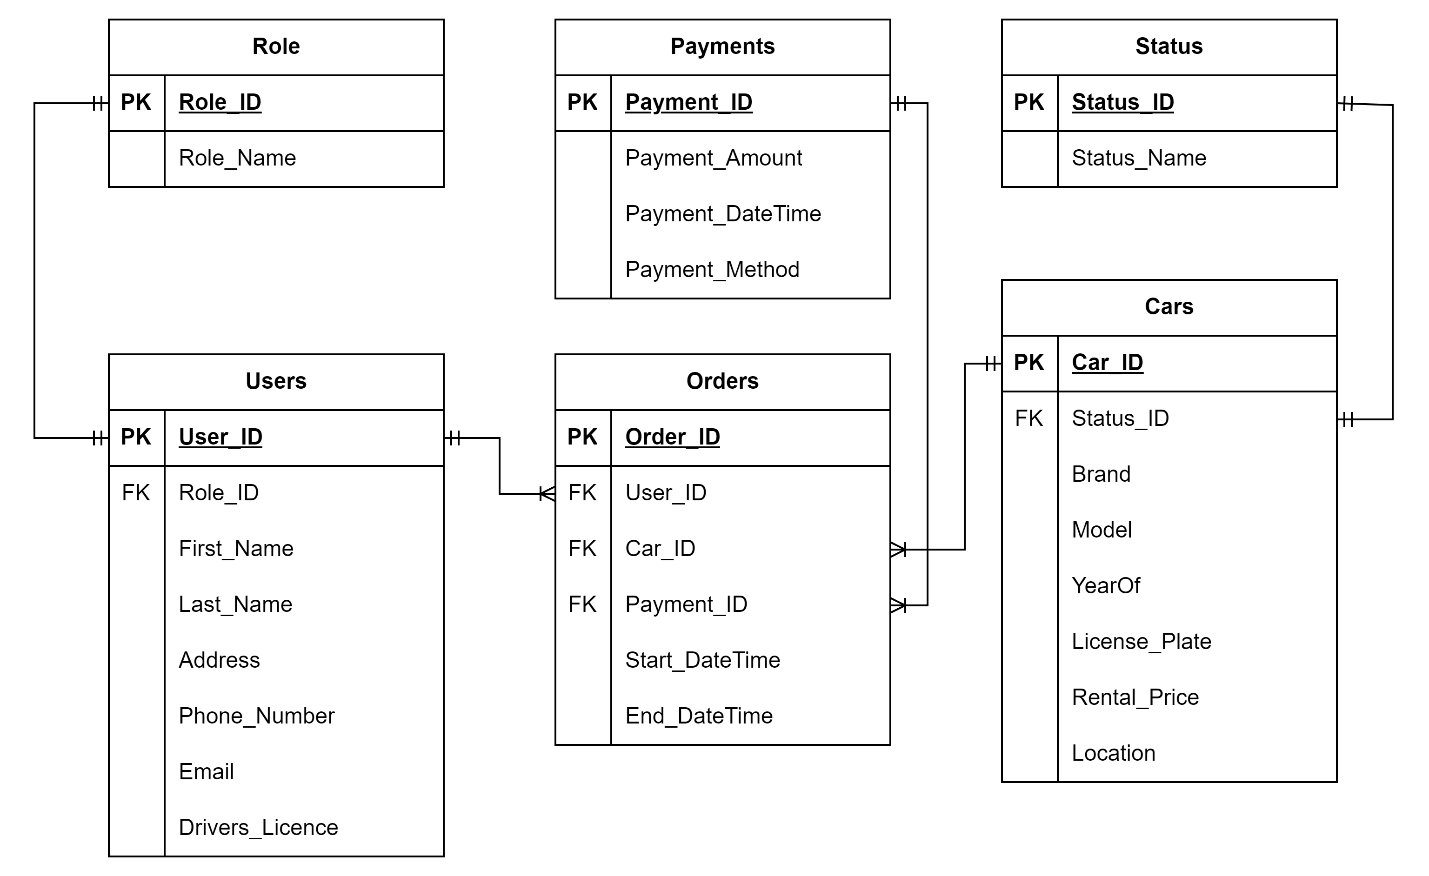 Role
PK Role_ID
Role_Name
Payments
PK Payment_ID
Payment_Amount
Payment_DateTime
Payment_Method
Status
PK Status_ID
Status_Name
Users
PK User_ID
FK Role_ID
First_Name
Last_Name
Address
Phone_Number
Email
Drivers_Licence
Orders
PK Order_ID
FK User_ID
FK Car_ID
FK Payment_ID
Start_DateTime
End_DateTime
Cars
PK Car_ID
FK Status_ID
Brand
Model
YearOf
License_Plate
Rental_Price
Location